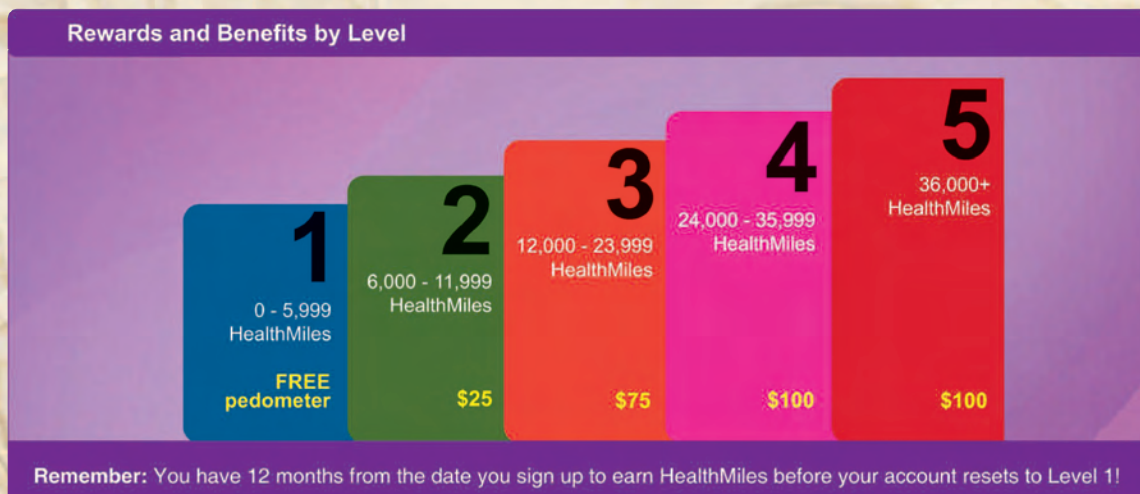 Rewards and Benefits by Level
1
0 - 5,999
HealthMiles
FREE
pedometer
2
6,000 - 11,999
HealthMiles
$25
3
12,000 - 23,999
HealthMiles
$75
4
24,000 - 35,999
HealthMiles
$100
5
36,000+
HealthMiles
$100
Remember: You have 12 months from the date you sign up to earn HealthMiles before your account resets to Level 1!